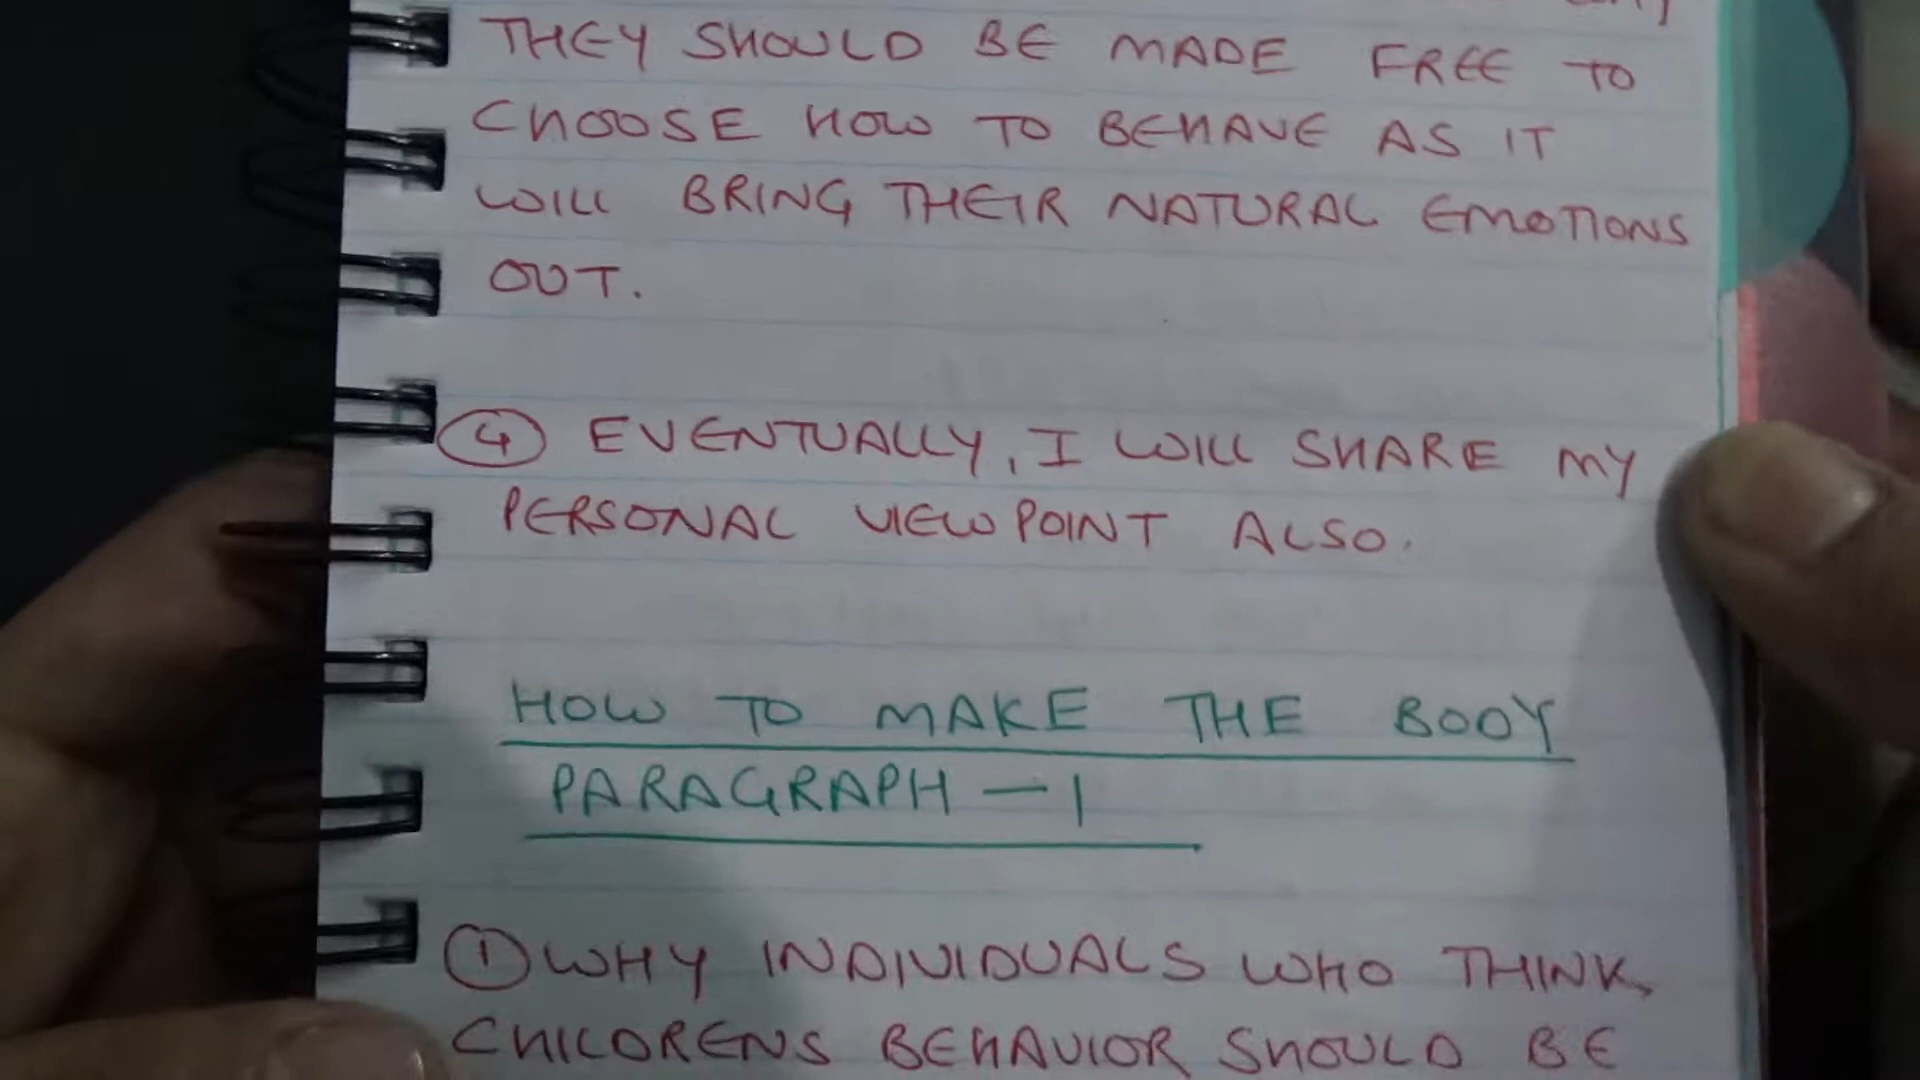 THEY SHOULD BE MADE FREE TO
CHOOSE HOW TO BEHAVE AS IT
WILL BRING THEIR NATURAL EMOTIONS
OUT.
④ EVENTUALLY, I WILL SHARE MY
PERSONAL VIEWPOINT ALSO.
HOW TO MAKE THE BODY
PARAGRAPH - 1
① WHY INDIVIDUALS WHO THINK,
CHILDRENS BEHAVIOR SHOULD BE